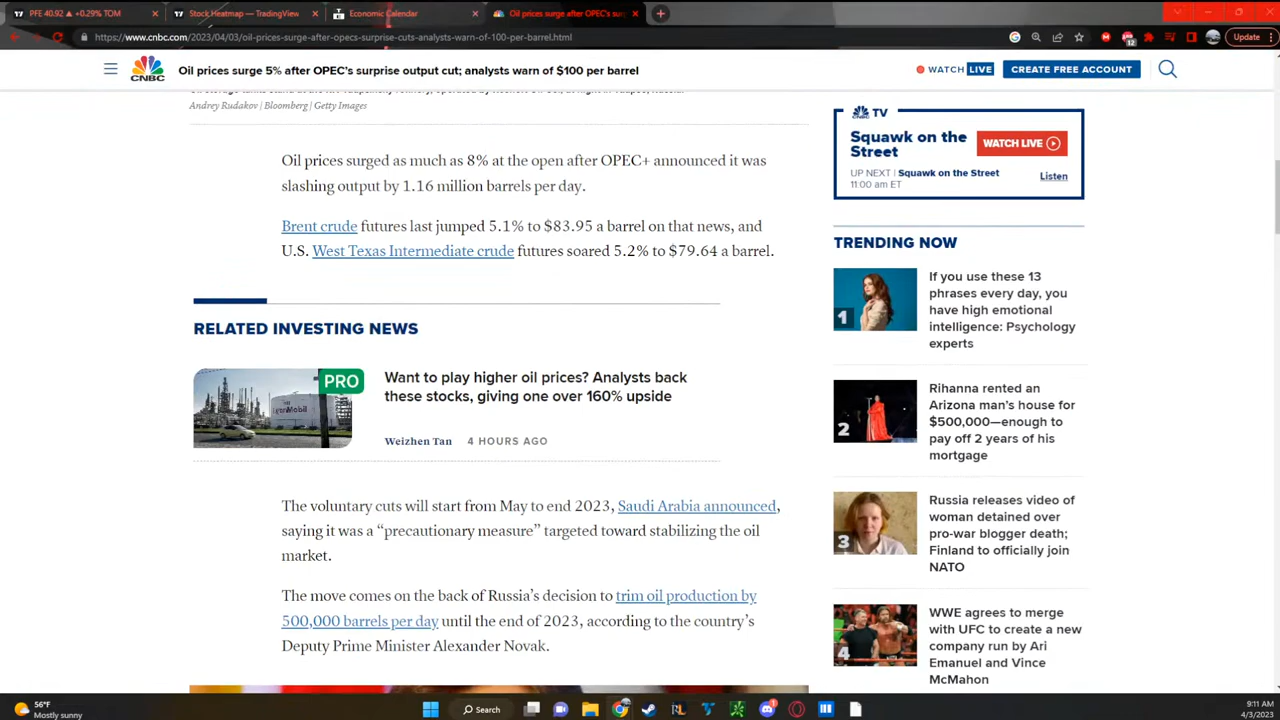 PFE 40.92 ▲ +0.29% TOM
Stock Heatmap — TradingView
Economic Calendar
Oil prices surge after OPEC's sur
https://www.cnbc.com/2023/04/03/oil-prices-surge-after-opecs-surprise-cuts-analysts-warn-of-100-per-barrel.html
12
Update
CNBC
Oil prices surge 5% after OPEC's surprise output cut; analysts warn of $100 per barrel
WATCH LIVE
CREATE FREE ACCOUNT
Andrey Rudakov | Bloomberg | Getty Images
Oil prices surged as much as 8% at the open after OPEC+ announced it was
slashing output by 1.16 million barrels per day.
Brent crude futures last jumped 5.1% to $83.95 a barrel on that news, and
U.S. West Texas Intermediate crude futures soared 5.2% to $79.64 a barrel.
RELATED INVESTING NEWS
PRO
Want to play higher oil prices? Analysts back
these stocks, giving one over 160% upside
Weizhen Tan 4 HOURS AGO
The voluntary cuts will start from May to end 2023, Saudi Arabia announced,
saying it was a “precautionary measure” targeted toward stabilizing the oil
market.
The move comes on the back of Russia’s decision to trim oil production by
500,000 barrels per day until the end of 2023, according to the country’s
Deputy Prime Minister Alexander Novak.
TV
Squawk on the
Street
WATCH LIVE
UP NEXT | Squawk on the Street
11:00 am ET
Listen
TRENDING NOW
1
If you use these 13
phrases every day, you
have high emotional
intelligence: Psychology
experts
2
Rihanna rented an
Arizona man’s house for
$500,000—enough to
pay off 2 years of his
mortgage
3
Russia releases video of
woman detained over
pro-war blogger death;
Finland to officially join
NATO
4
WWE agrees to merge
with UFC to create a new
company run by Ari
Emanuel and Vince
McMahon
56°F
Mostly sunny
Search
9:11 AM
4/3/2023